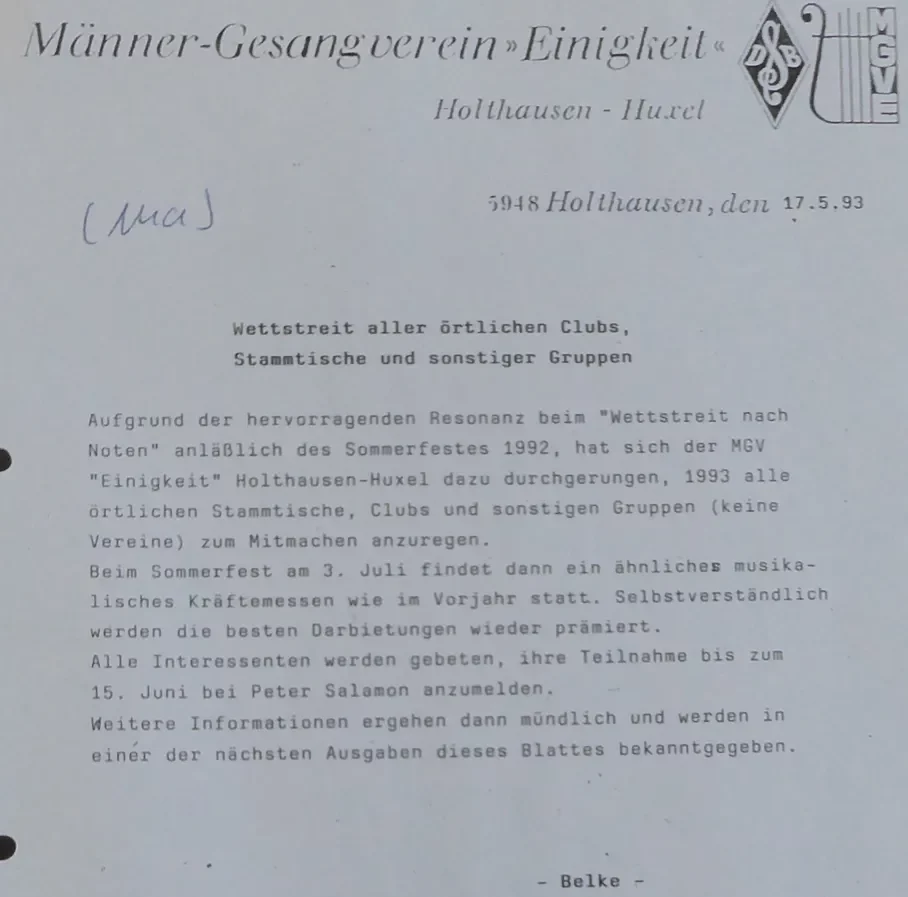 Männer-Gesangverein »Einigkeit«
DSB
MGVE
Holthausen - Huxel
5948 Holthausen, den 17.5.93
Wettstreit aller örtlichen Clubs,
Stammtische und sonstiger Gruppen
Aufgrund der hervorragenden Resonanz beim "Wettstreit nach
Noten" anläßlich des Sommerfestes 1992, hat sich der MGV
"Einigkeit" Holthausen-Huxel dazu durchgerungen, 1993 alle
örtlichen Stammtische, Clubs und sonstigen Gruppen (keine
Vereine) zum Mitmachen anzuregen.
Beim Sommerfest am 3. Juli findet dann ein ähnliches musika-
lisches Kräftemessen wie im Vorjahr statt. Selbstverständlich
werden die besten Darbietungen wieder prämiert.
Alle Interessenten werden gebeten, ihre Teilnahme bis zum
15. Juni bei Peter Salamon anzumelden.
Weitere Informationen ergehen dann mündlich und werden in
einer der nächsten Ausgaben dieses Blattes bekanntgegeben.
- Belke -